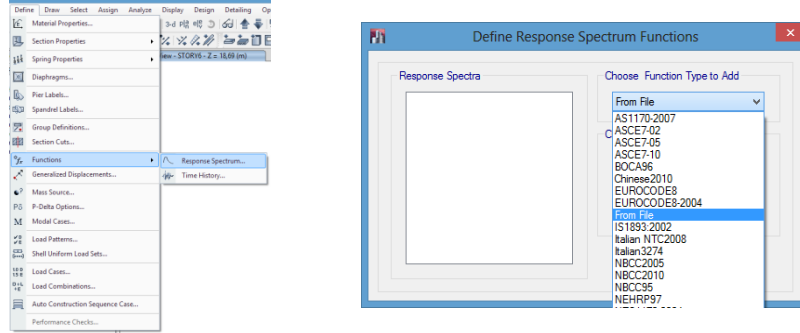 Define Draw Select Assign Analyze Display Design Detailing
Material Properties...
Section Properties
Spring Properties
Diaphragms...
Pier Labels...
Spandrel Labels...
Group Definitions...
Section Cuts...
Functions
Generalized Displacements...
Mass Source...
P-Delta Options...
Modal Cases...
Load Patterns...
Shell Uniform Load Sets...
Load Cases...
Load Combinations...
Auto Construction Sequence Case...
Performance Checks...
STORY6 - Z = 18,69 (m)
Response Spectrum...
Time History...
Define Response Spectrum Functions
Response Spectra
Choose Function Type to Add
From File
AS1170-2007
ASCE7-02
ASCE7-05
ASCE7-10
BOCA96
Chinese2010
EUROCODE8
EUROCODE8-2004
From File
IS1893:2002
Italian NTC2008
Italian3274
NBCC2005
NBCC2010
NBCC95
NEHRP97